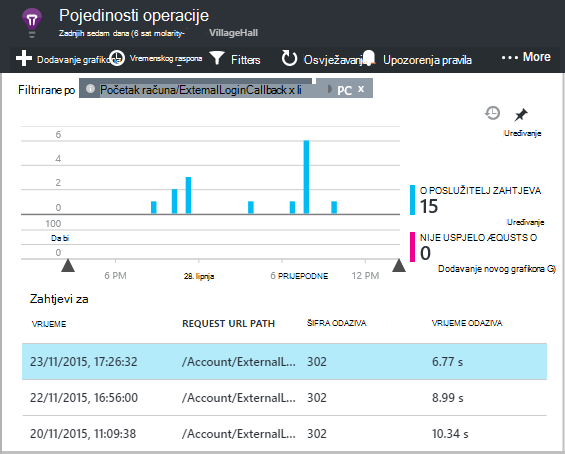 Pojedinosti operacije
Zadnjih sedam dana (6 sat molarity- VillageHall
Dodavanje grafikona Vremenskog raspona Fitters Osvježavanje Upozorenja pravila ••• More
Filtrirane po Početak računa/ExternalLoginCallback x li PC x
Uređivanje
6
4
2
0
O POSLUŽITELJ ZAHTJEVA
15
Uređivanje
100
Da bi
0
NIJE USPJELO ÆQUSTS O
0
Dodavanje novog grafikona G)
6 PM 28. lipnja 6 PRIJEPODNE 12 PM
Zahtjevi za
VRIJEME REQUEST URL PATH ŠIFRA ODAZIVA VRIJEME ODAZIVA
23/11/2015, 17:26:32 /Account/ExternalL... 302 6.77 s
22/11/2015, 16:56:00 /Account/ExternalL... 302 8.99 s
20/11/2015, 11:09:38 /Account/ExternalL... 302 10.34 s